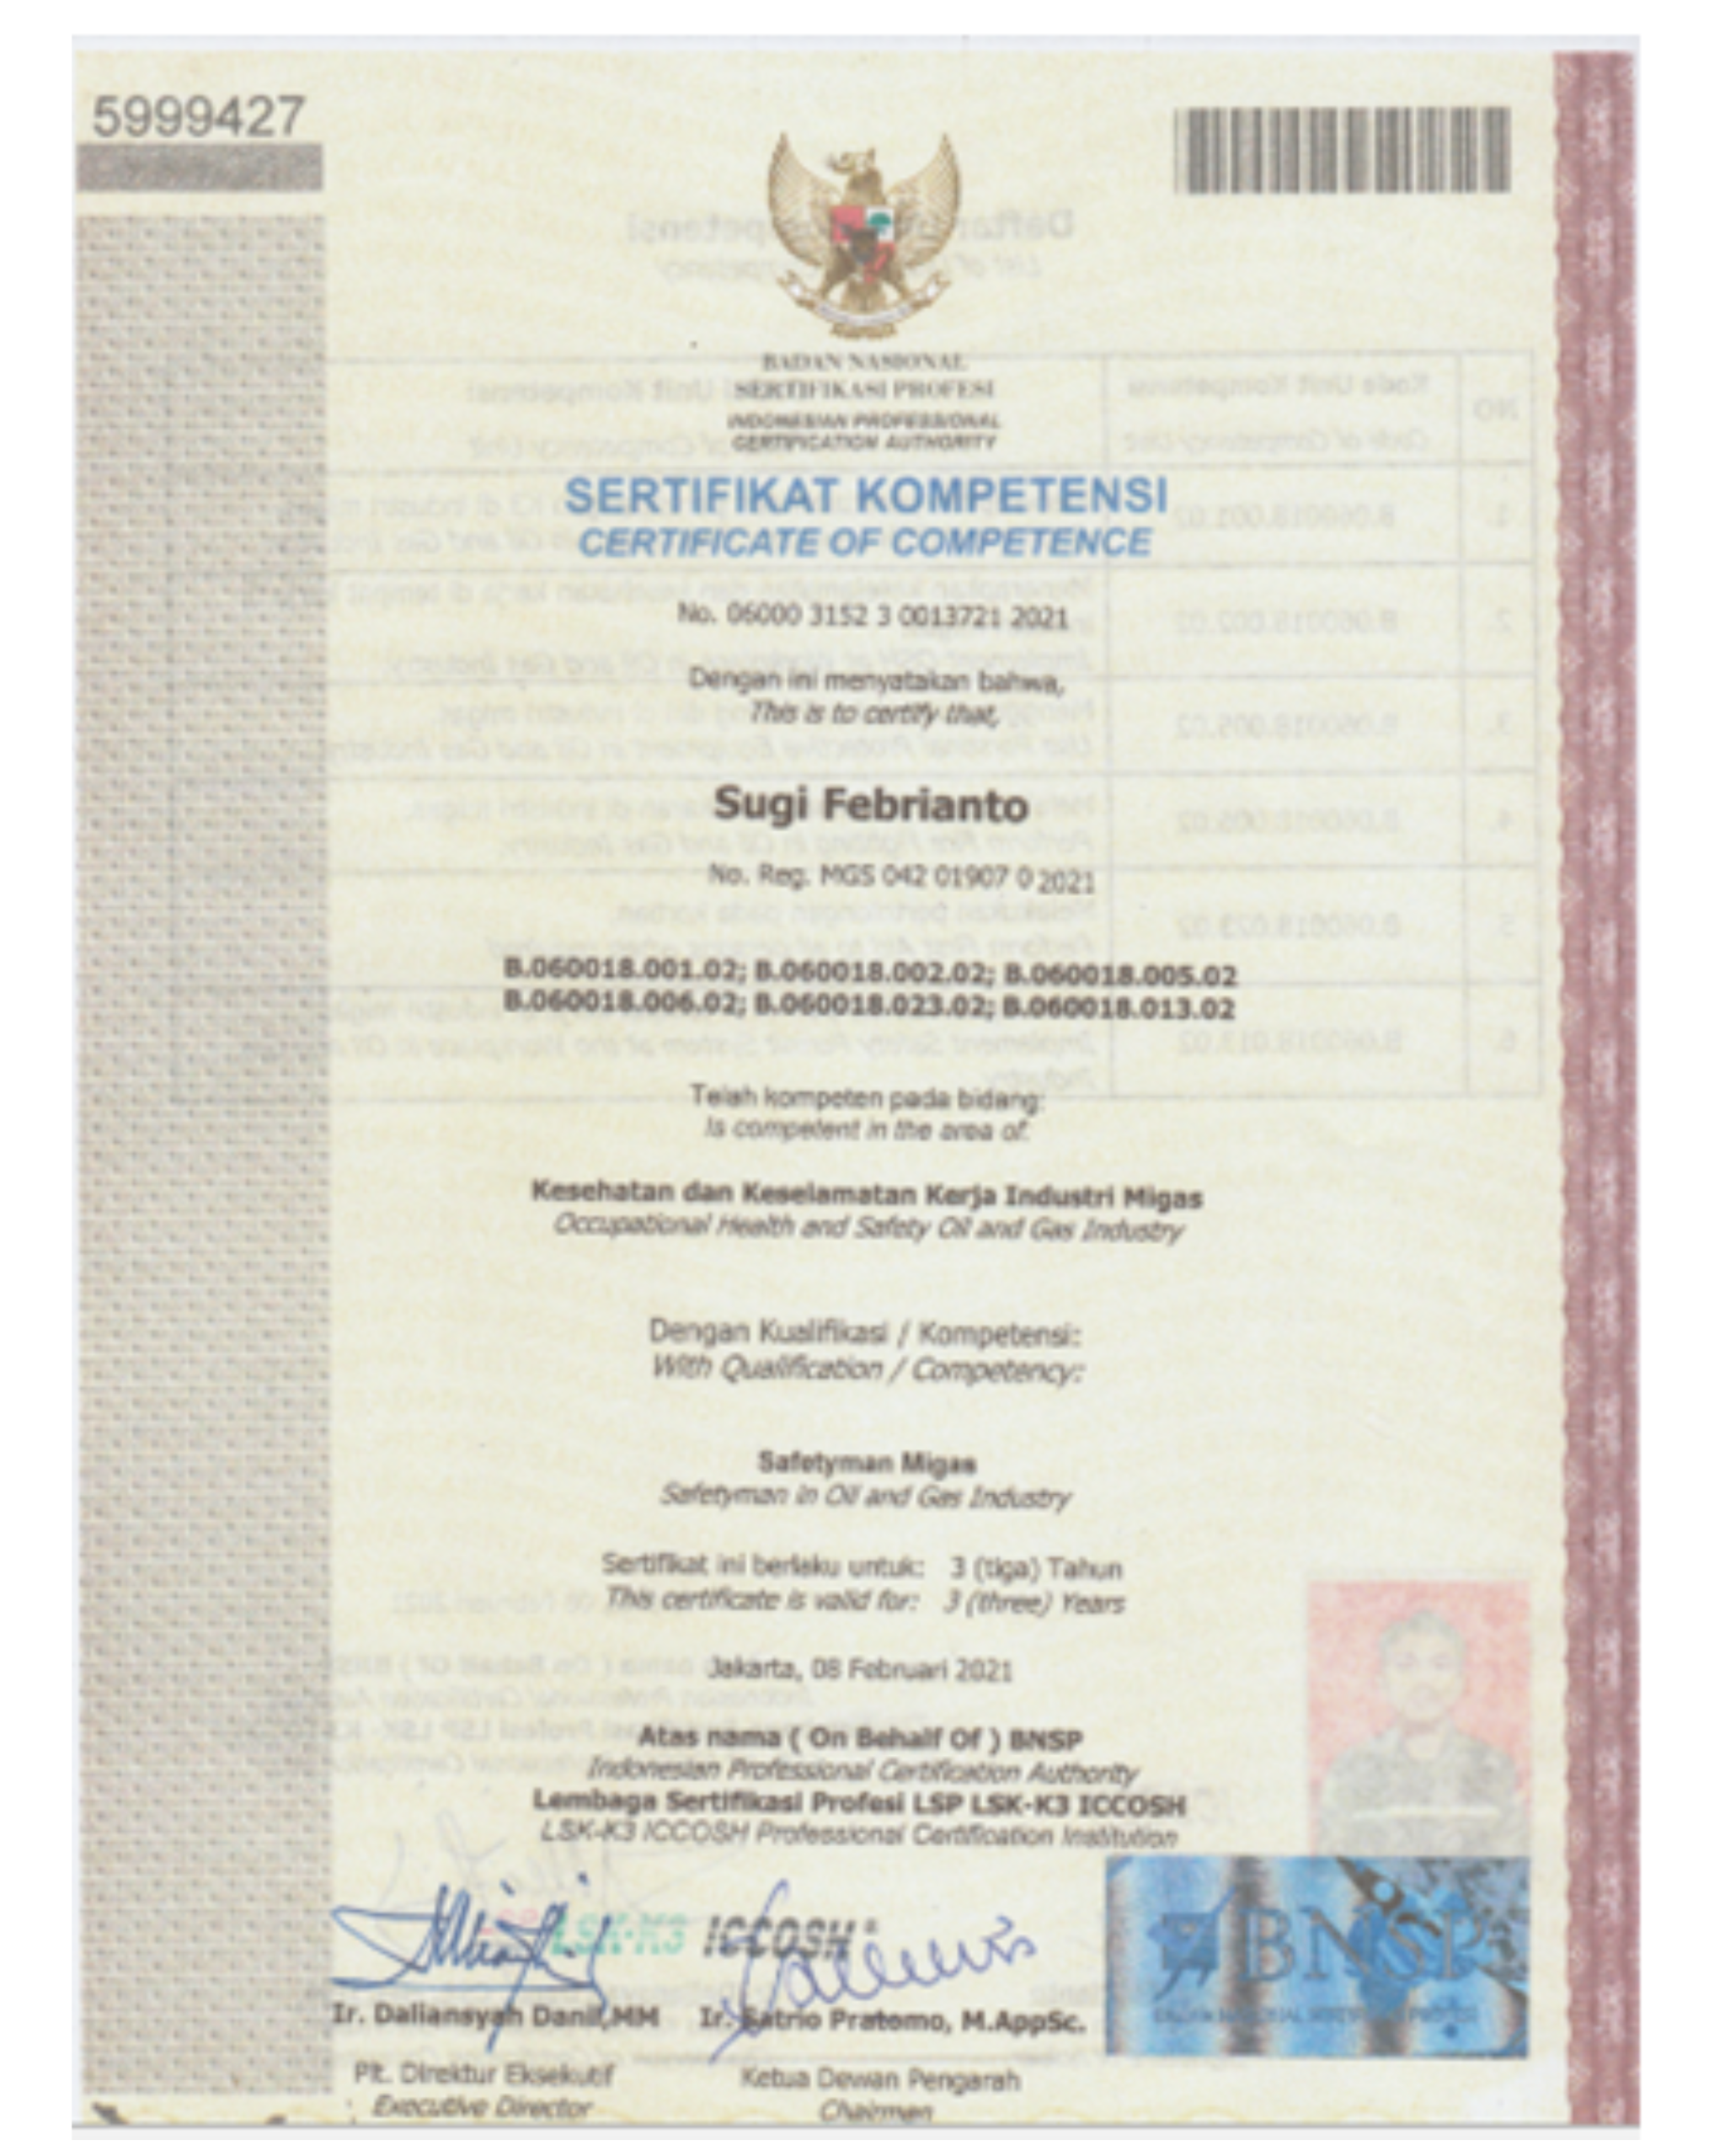 5999427
BADAN NASIONAL
SERTIFIKASI PROFESI
INDONESIAN PROFESSIONAL
CERTIFICATION AUTHORITY
SERTIFIKAT KOMPETENSI
CERTIFICATE OF COMPETENCE
No. 06000 3152 3 0013721 2021
Dengan ini menyatakan bahwa,
This is to certify that,
Sugi Febrianto
No. Reg. MGS 042 01907 0 2021
B.060018.001.02; B.060018.002.02; B.060018.005.02
B.060018.006.02; B.060018.023.02; B.060018.013.02
Telah kompeten pada bidang:
Is competent in the area of:
Kesehatan dan Keselamatan Kerja Industri Migas
Occupational Health and Safety Oil and Gas Industry
Dengan Kualifikasi / Kompetensi:
With Qualification / Competency:
Safetyman Migas
Safetyman in Oil and Gas Industry
Sertifikat ini berlaku untuk: 3 (tiga) Tahun
This certificate is valid for: 3 (three) Years
Jakarta, 08 Februari 2021
Atas nama ( On Behalf Of ) BNSP
Indonesian Professional Certification Authority
Lembaga Sertifikasi Profesi LSP LSK-K3 ICCOSH
LSK-K3 ICCOSH Professional Certification Institution
LSK-K3 ICCOSH
BNSP
Ir. Daliansyah Danil,MM Ir. Satrio Pratomo, M.AppSc.
Plt. Direktur Eksekutif Ketua Dewan Pengarah
Executive Director Chairman